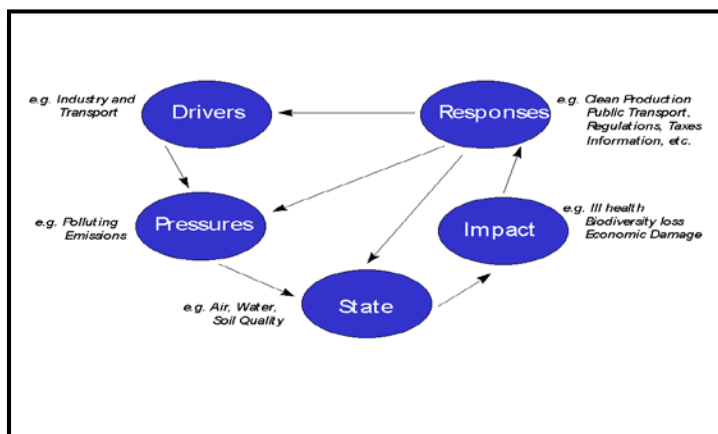 e.g. Industry and
Transport
Drivers
Responses
e.g. Clean Production
Public Transport,
Regulations, Taxes
Information, etc.
e.g. Polluting
Emissions
Pressures
Impact
e.g. Ill health
Biodiversity loss
Economic Damage
e.g. Air, Water,
Soil Quality
State